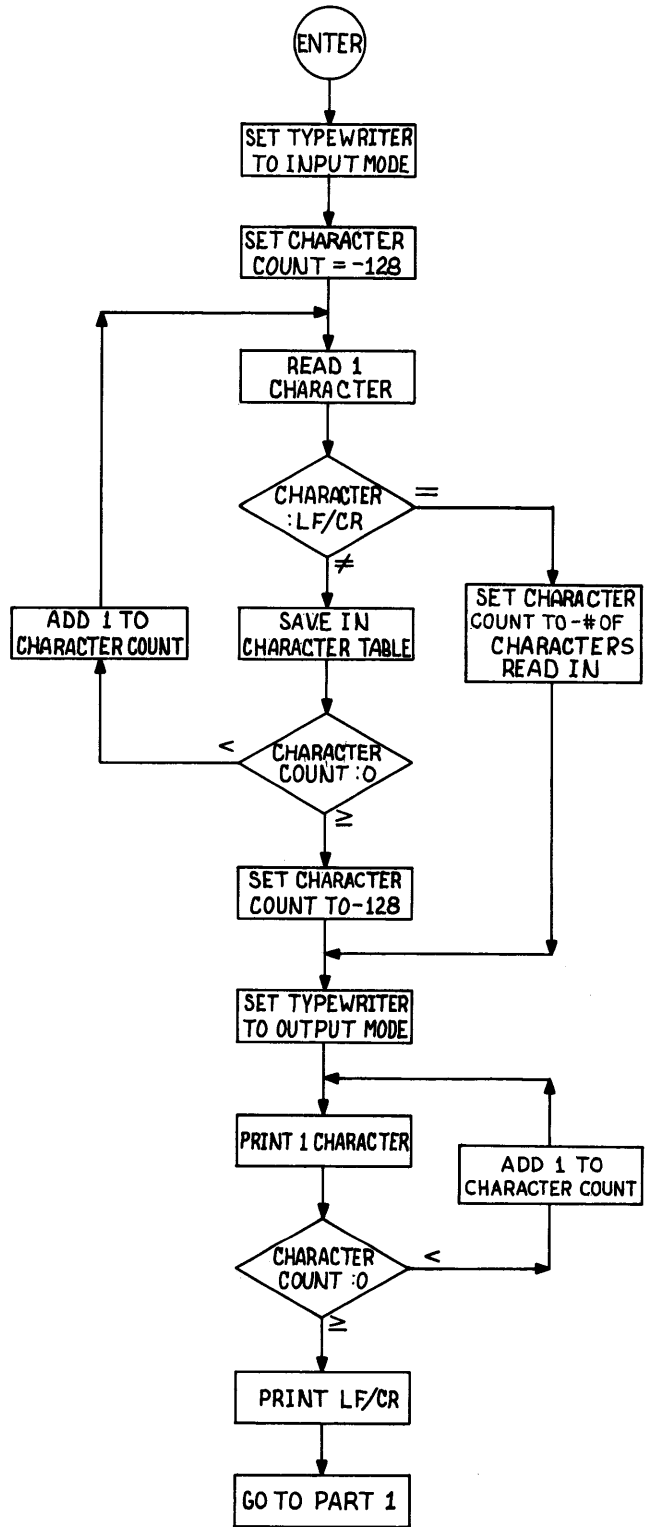 ENTER
SET TYPEWRITER
TO INPUT MODE
SET CHARACTER
COUNT = -128
READ 1
CHARACTER
CHARACTER
:LF/CR
=
≠
SET CHARACTER
COUNT TO -# OF
CHARACTERS
READ IN
ADD 1 TO
CHARACTER COUNT
SAVE IN
CHARACTER TABLE
<
CHARACTER
COUNT :0
≥
SET CHARACTER
COUNT TO -128
SET TYPEWRITER
TO OUTPUT MODE
PRINT 1 CHARACTER
ADD 1 TO
CHARACTER COUNT
CHARACTER
COUNT :0
<
≥
PRINT LF/CR
GO TO PART 1